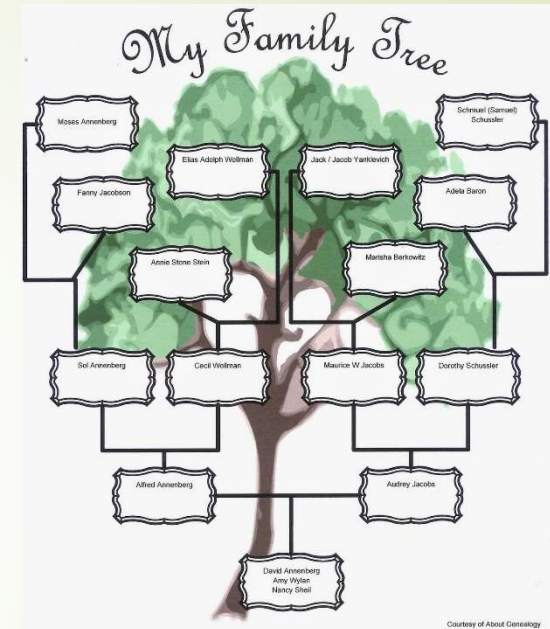 My Family Tree
Moses Annenberg
Schmuel (Samuel)
Schussler
Elias Adolph Wollman
Jack / Jacob Yanklevich
Fanny Jacobson
Adela Baron
Annie Stone Stein
Marisha Berkowitz
Sol Annenberg
Cecil Wollman
Maurice W Jacobs
Dorothy Schussler
Alfred Annenberg
Audrey Jacobs
David Annenberg
Amy Wylan
Nancy Sheil
Courtesy of About Genealogy